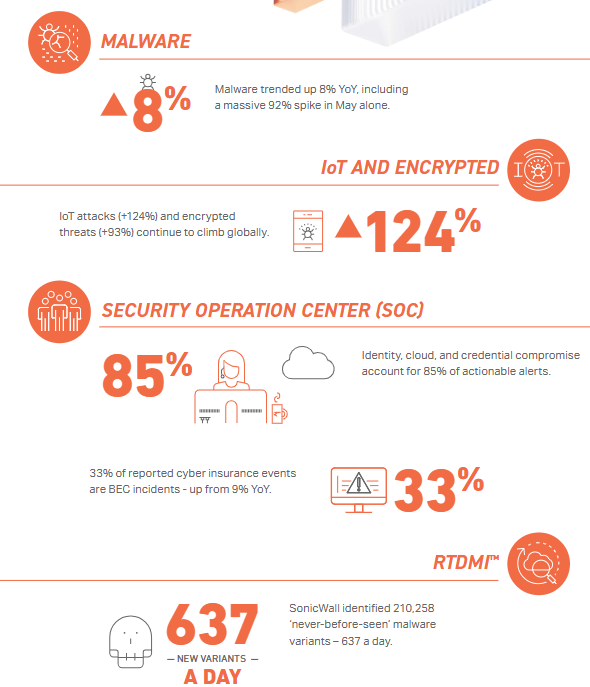 MALWARE
8%
Malware trended up 8% YoY, including
a massive 92% spike in May alone.
IoT AND ENCRYPTED
I T
IoT attacks (+124%) and encrypted
threats (+93%) continue to climb globally.
124%
SECURITY OPERATION CENTER (SOC)
85%
Identity, cloud, and credential compromise
account for 85% of actionable alerts.
33% of reported cyber insurance events
are BEC incidents - up from 9% YoY.
33%
RTDMI™
637
— NEW VARIANTS —
A DAY
SonicWall identified 210,258
'never-before-seen' malware
variants – 637 a day.